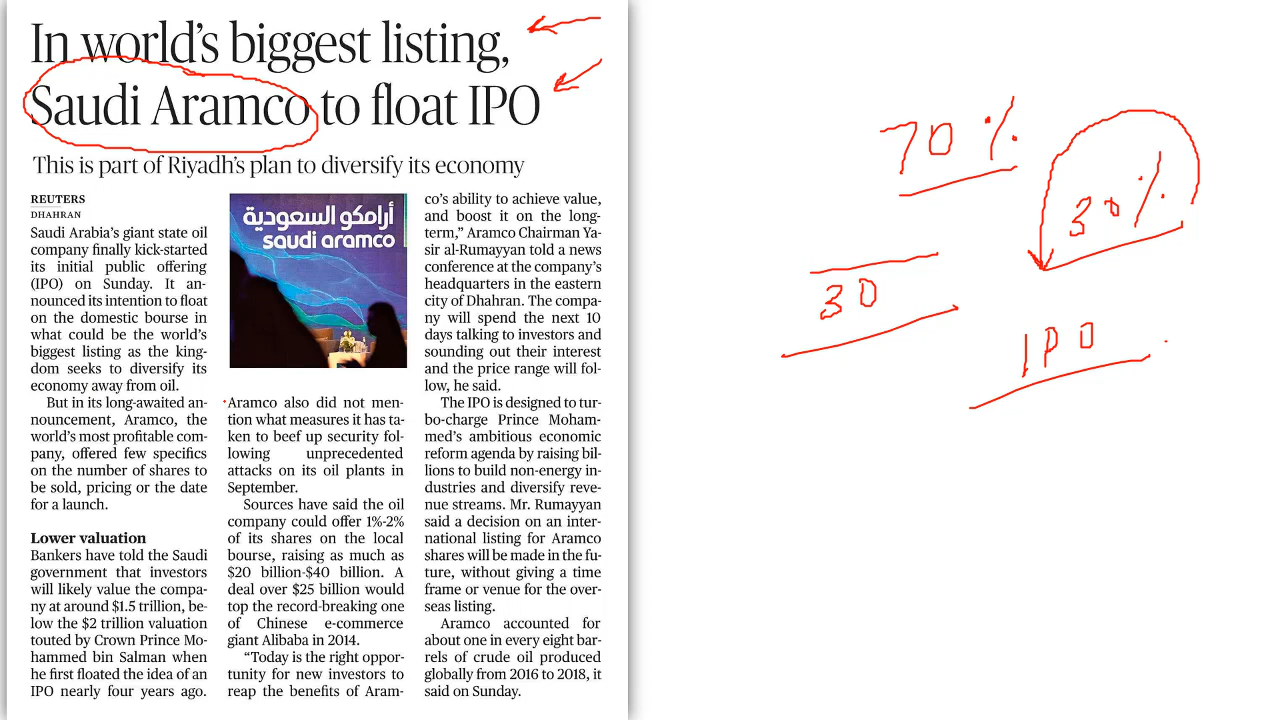 In world's biggest listing,
Saudi Aramco to float IPO
This is part of Riyadh's plan to diversify its economy
REUTERS
DHAHRAN
Saudi Arabia's giant state oil
company finally kick-started
its initial public offering
(IPO) on Sunday. It an-
nounced its intention to float
on the domestic bourse in
what could be the world's
biggest listing as the king-
dom seeks to diversify its
economy away from oil.
But in its long-awaited an-
nouncement, Aramco, the
world's most profitable com-
pany, offered few specifics
on the number of shares to
be sold, pricing or the date
for a launch.
Lower valuation
Bankers have told the Saudi
government that investors
will likely value the compa-
ny at around $1.5 trillion, be-
low the $2 trillion valuation
touted by Crown Prince Mo-
hammed bin Salman when
he first floated the idea of an
IPO nearly four years ago.
أرامكو السعودية
saudi aramco
Aramco also did not men-
tion what measures it has ta-
ken to beef up security fol-
lowing unprecedented
attacks on its oil plants in
September.
Sources have said the oil
company could offer 1%-2%
of its shares on the local
bourse, raising as much as
$20 billion-$40 billion. A
deal over $25 billion would
top the record-breaking one
of Chinese e-commerce
giant Alibaba in 2014.
"Today is the right oppor-
tunity for new investors to
reap the benefits of Aram-
co's ability to achieve value,
and boost it on the long-
term," Aramco Chairman Ya-
sir al-Rumayyan told a news
conference at the company's
headquarters in the eastern
city of Dhahran. The compa-
ny will spend the next 10
days talking to investors and
sounding out their interest
and the price range will fol-
low, he said.
The IPO is designed to tur-
bo-charge Prince Moham-
med's ambitious economic
reform agenda by raising bil-
lions to build non-energy in-
dustries and diversify reve-
nue streams. Mr. Rumayyan
said a decision on an inter-
national listing for Aramco
shares will be made in the fu-
ture, without giving a time
frame or venue for the over-
seas listing.
Aramco accounted for
about one in every eight bar-
rels of crude oil produced
globally from 2016 to 2018, it
said on Sunday.
70%
30%
30
IPO